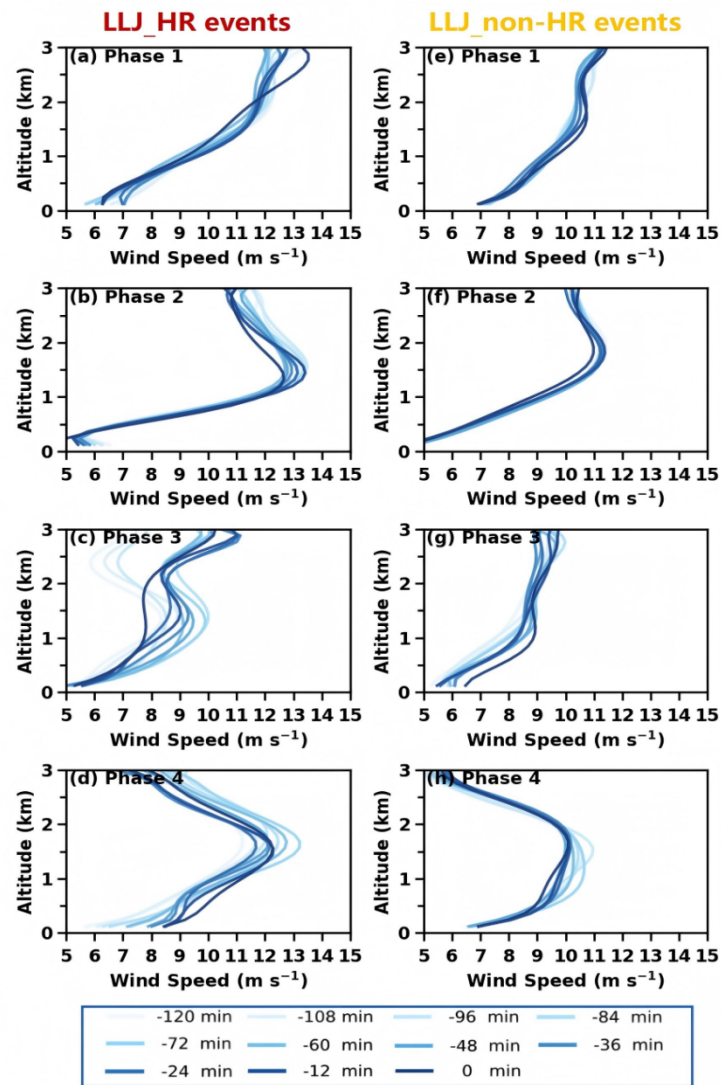 LLJ_HR events LLJ_non-HR events
(a) Phase 1
(e) Phase 1
3
2
1
0
Altitude (km)
5 6 7 8 9 10 11 12 13 14 15
Wind Speed (m s⁻¹)
3
2
1
0
Altitude (km)
5 6 7 8 9 10 11 12 13 14 15
Wind Speed (m s⁻¹)
(b) Phase 2
(f) Phase 2
3
2
1
0
Altitude (km)
5 6 7 8 9 10 11 12 13 14 15
Wind Speed (m s⁻¹)
3
2
1
0
Altitude (km)
5 6 7 8 9 10 11 12 13 14 15
Wind Speed (m s⁻¹)
(c) Phase 3
(g) Phase 3
3
2
1
0
Altitude (km)
5 6 7 8 9 10 11 12 13 14 15
Wind Speed (m s⁻¹)
3
2
1
0
Altitude (km)
5 6 7 8 9 10 11 12 13 14 15
Wind Speed (m s⁻¹)
(d) Phase 4
(h) Phase 4
3
2
1
0
Altitude (km)
5 6 7 8 9 10 11 12 13 14 15
Wind Speed (m s⁻¹)
3
2
1
0
Altitude (km)
5 6 7 8 9 10 11 12 13 14 15
Wind Speed (m s⁻¹)
-120 min -108 min -96 min -84 min
-72 min -60 min -48 min -36 min
-24 min -12 min 0 min